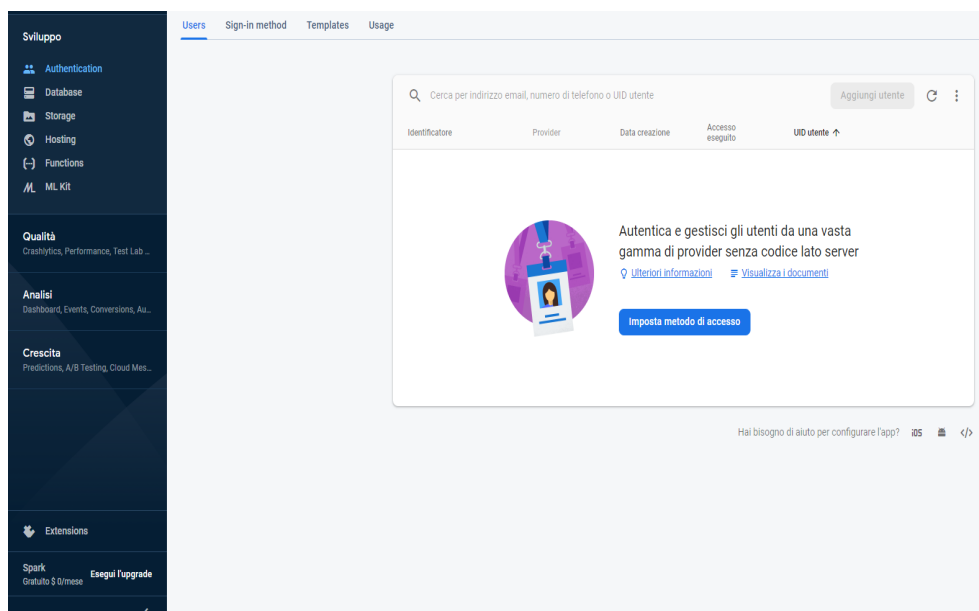 Sviluppo
Authentication
Database
Storage
Hosting
Functions
ML Kit
Qualità
Crashlytics, Performance, Test Lab ...
Analisi
Dashboard, Events, Conversions, Au...
Crescita
Predictions, A/B Testing, Cloud Mes...
Extensions
Spark
Gratuito $ 0/mese
Esegui l'upgrade
Users Sign-in method Templates Usage
Cerca per indirizzo email, numero di telefono o UID utente
Aggiungi utente
Identificatore Provider Data creazione Accesso eseguito UID utente
Autentica e gestisci gli utenti da una vasta
gamma di provider senza codice lato server
Ulteriori informazioni Visualizza i documenti
Imposta metodo di accesso
Hai bisogno di aiuto per configurare l'app? iOS